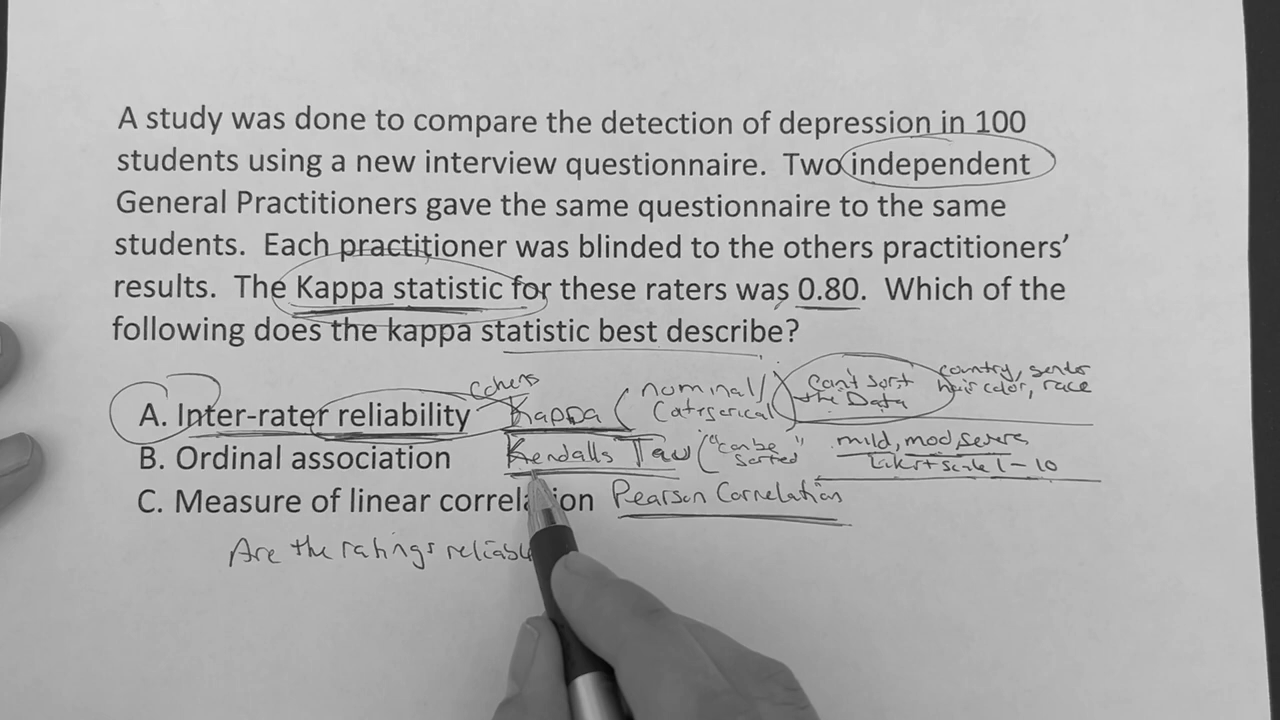 A study was done to compare the detection of depression in 100
students using a new interview questionnaire. Two independent
General Practitioners gave the same questionnaire to the same
students. Each practitioner was blinded to the others practitioners'
results. The Kappa statistic for these raters was 0.80. Which of the
following does the kappa statistic best describe?
A. Inter-rater reliability Cohens Kappa (nominal/ Categorical) can't sort the Data country, gender hair color, race
B. Ordinal association Kendalls Tau ("can be sorted" mild, mod, severe Likert scale 1-10
C. Measure of linear correlation Pearson Correlation
Are the ratings reliable